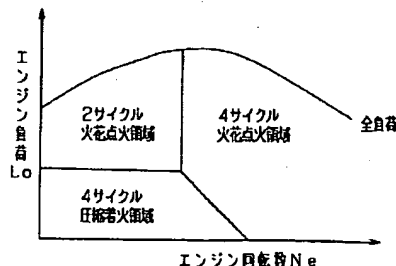 エンジン負荷
Lo
2サイクル
火花点火領域
4サイクル
火花点火領域
全負荷
4サイクル
圧縮着火領域
エンジン回転数Ne